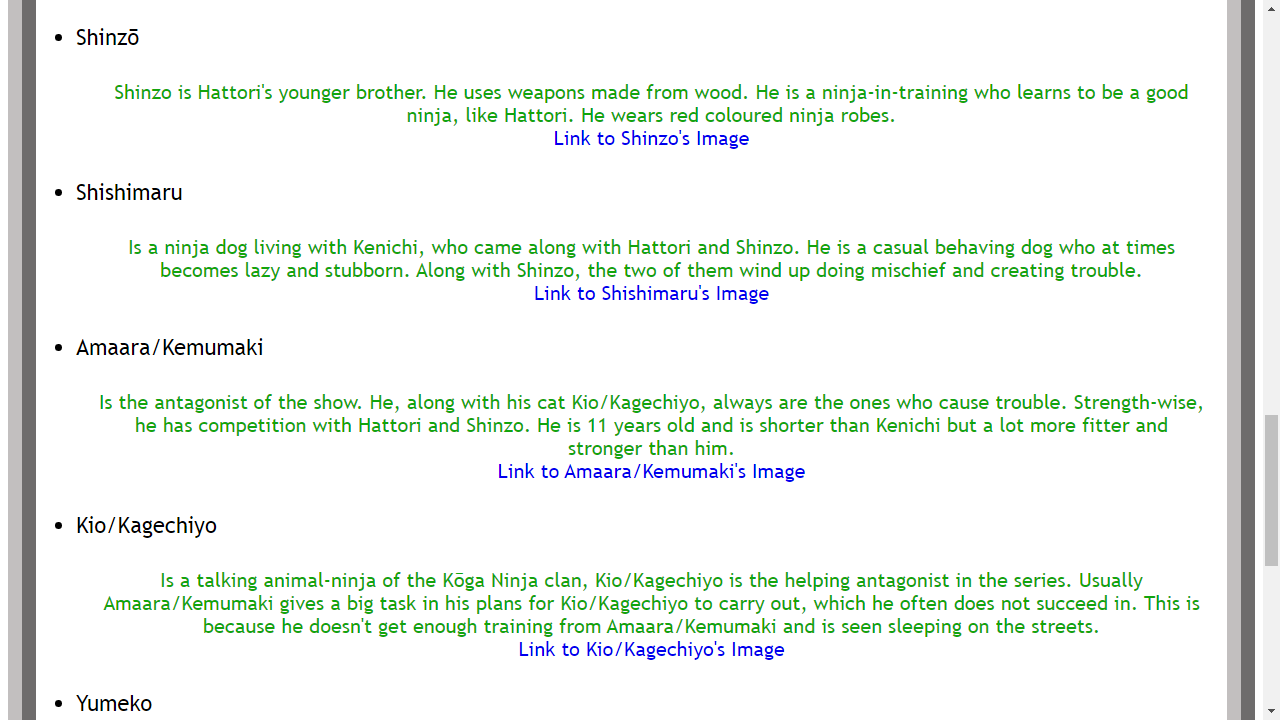 Shinzō
Shinzo is Hattori's younger brother. He uses weapons made from wood. He is a ninja-in-training who learns to be a good
ninja, like Hattori. He wears red coloured ninja robes.
Link to Shinzo's Image
Shishimaru
Is a ninja dog living with Kenichi, who came along with Hattori and Shinzo. He is a casual behaving dog who at times
becomes lazy and stubborn. Along with Shinzo, the two of them wind up doing mischief and creating trouble.
Link to Shishimaru's Image
Amaara/Kemumaki
Is the antagonist of the show. He, along with his cat Kio/Kagechiyo, always are the ones who cause trouble. Strength-wise,
he has competition with Hattori and Shinzo. He is 11 years old and is shorter than Kenichi but a lot more fitter and
stronger than him.
Link to Amaara/Kemumaki's Image
Kio/Kagechiyo
Is a talking animal-ninja of the Kōga Ninja clan, Kio/Kagechiyo is the helping antagonist in the series. Usually
Amaara/Kemumaki gives a big task in his plans for Kio/Kagechiyo to carry out, which he often does not succeed in. This is
because he doesn't get enough training from Amaara/Kemumaki and is seen sleeping on the streets.
Link to Kio/Kagechiyo's Image
Yumeko